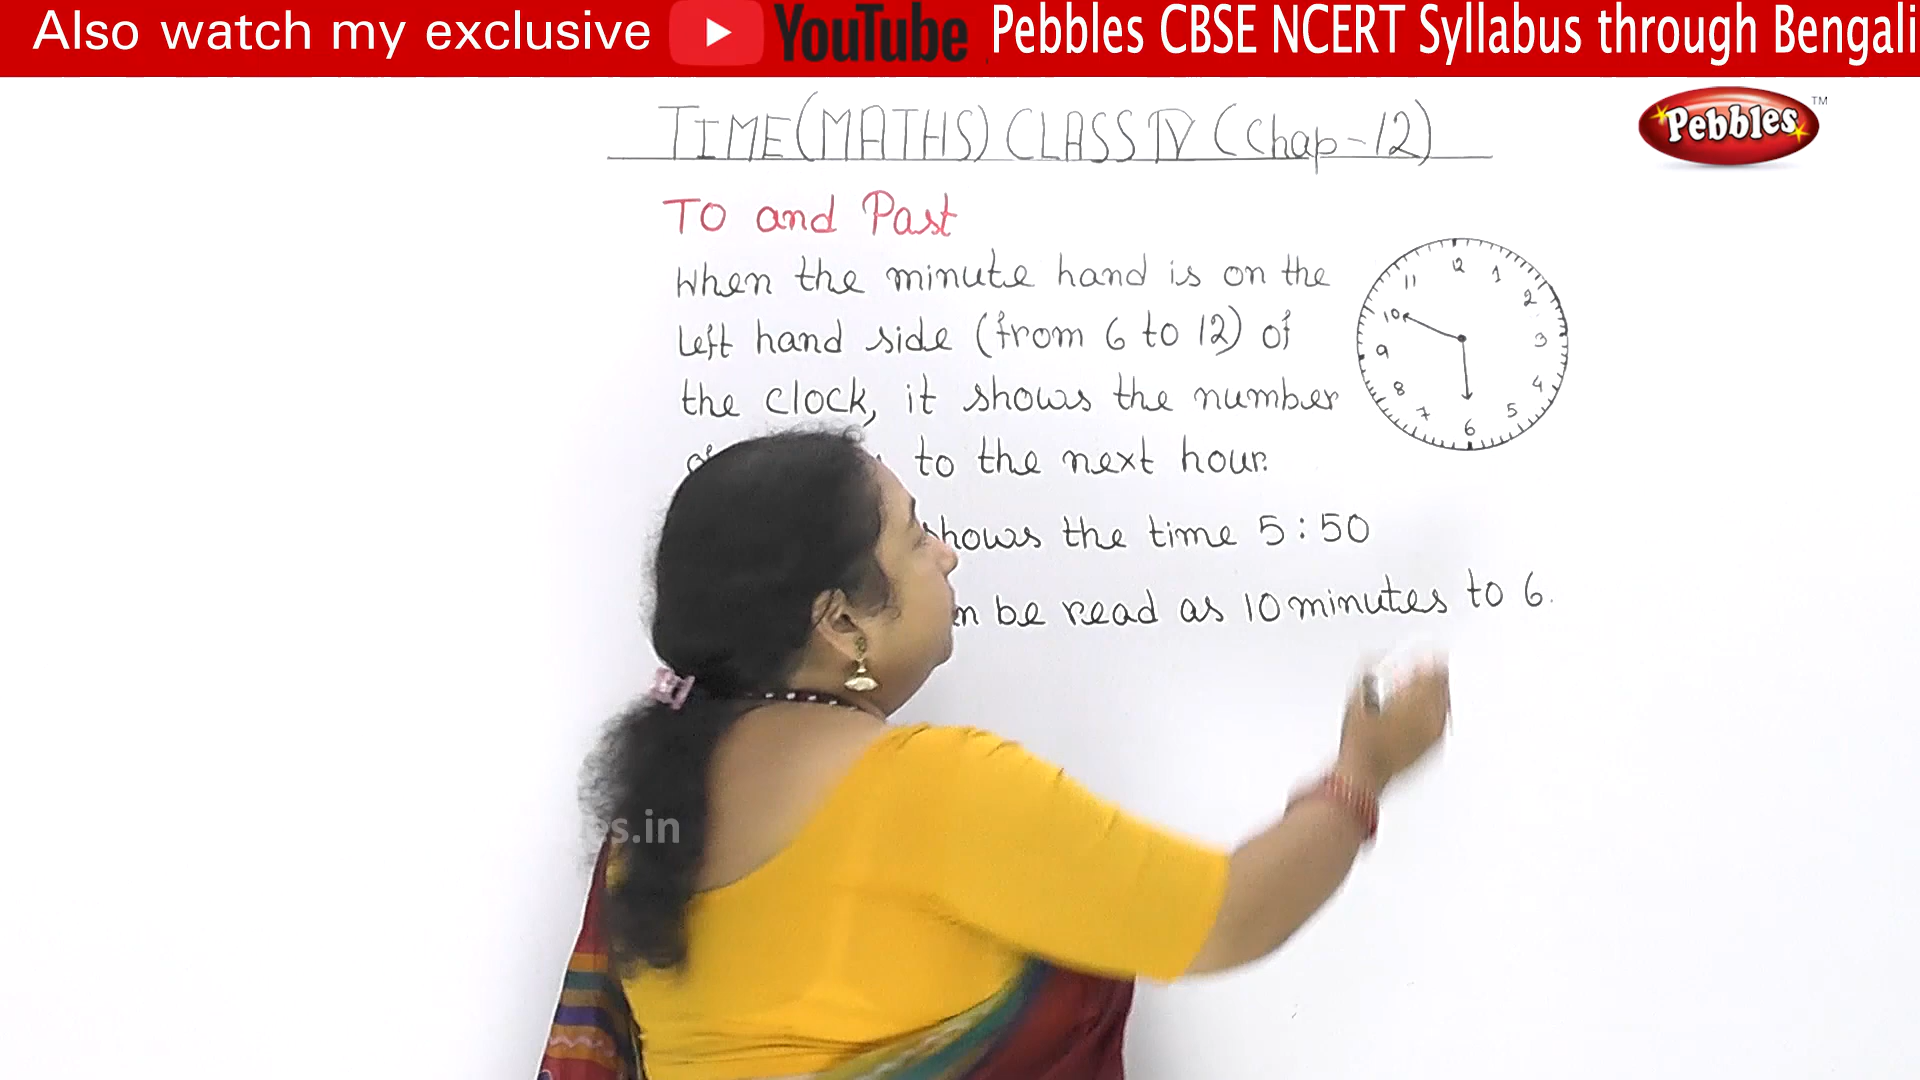 Also watch my exclusive YouTube Pebbles CBSE NCERT Syllabus through Bengali
Pebbles TM
TIME (MATHS) CLASS IV (Chap-12)
TO and Past
When the minute hand is on the
left hand side (from 6 to 12) of
the clock, it shows the number
to the next hour.
shows the time 5:50
be read as 10 minutes to 6.
12
11 1
10 2
9 3
8 4
7 5
6
.in